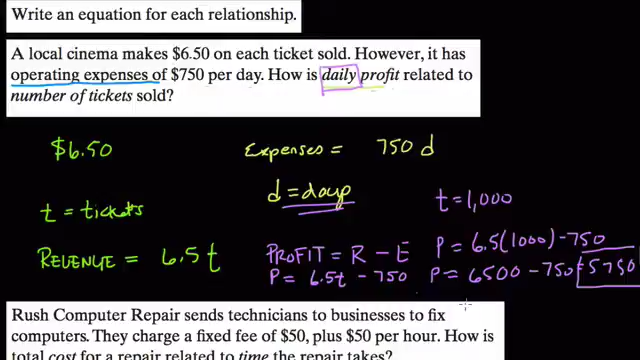 Write an equation for each relationship.
A local cinema makes $6.50 on each ticket sold. However, it has
operating expenses of $750 per day. How is daily profit related to
number of tickets sold?
$6.50
Expenses = 750 d
d = days
t = 1,000
t = tickets
P = 6.5(1000) - 750
REVENUE = 6.5 t
PROFIT = R - E
P = 6.5t - 750
P = 6500 - 750 = 5750
Rush Computer Repair sends technicians to businesses to fix
computers. They charge a fixed fee of $50, plus $50 per hour. How is
total cost for a repair related to time the repair takes?